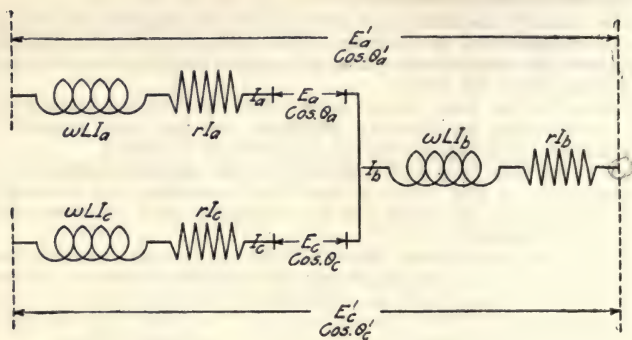 E'a
Cos.θ'a
ωLIa
rIa
Ia
Ea
Cos.θa
ωLIb
rIb
Ib
ωLIc
rIc
Ic
Ec
Cos.θc
E'c
Cos.θ'c